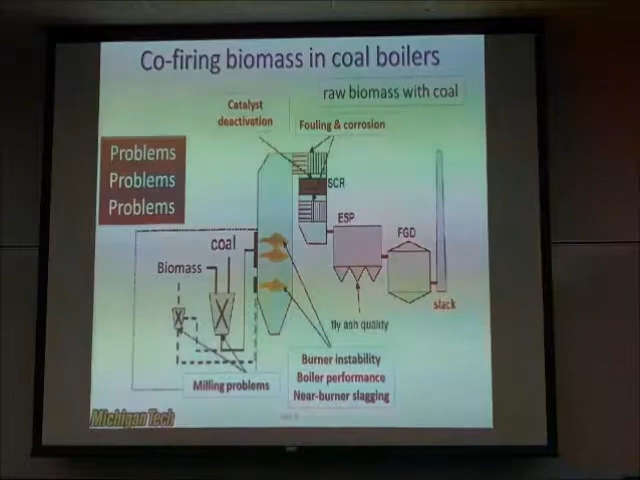 Co-firing biomass in coal boilers
raw biomass with coal
Catalyst
deactivation
Fouling & corrosion
Problems
Problems
Problems
SCR
ESP
FGD
coal
Biomass
stack
fly ash quality
Milling problems
Burner instability
Boiler performance
Near-burner slagging
Michigan Tech